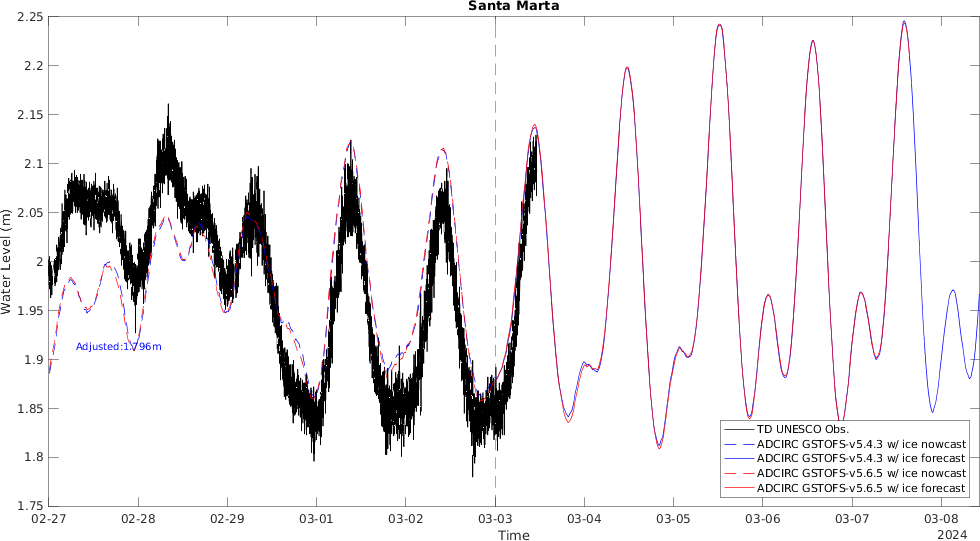 Santa Marta
2.25
2.2
2.15
2.1
2.05
2
1.95
1.9
1.85
1.8
1.75
Water Level (m)
Adjusted:1.796m
TD UNESCO Obs.
ADCIRC GSTOFS-v5.4.3 w/ ice nowcast
ADCIRC GSTOFS-v5.4.3 w/ ice forecast
ADCIRC GSTOFS-v5.6.5 w/ ice nowcast
ADCIRC GSTOFS-v5.6.5 w/ ice forecast
02-27 02-28 02-29 03-01 03-02 03-03 03-04 03-05 03-06 03-07 03-08
Time
2024